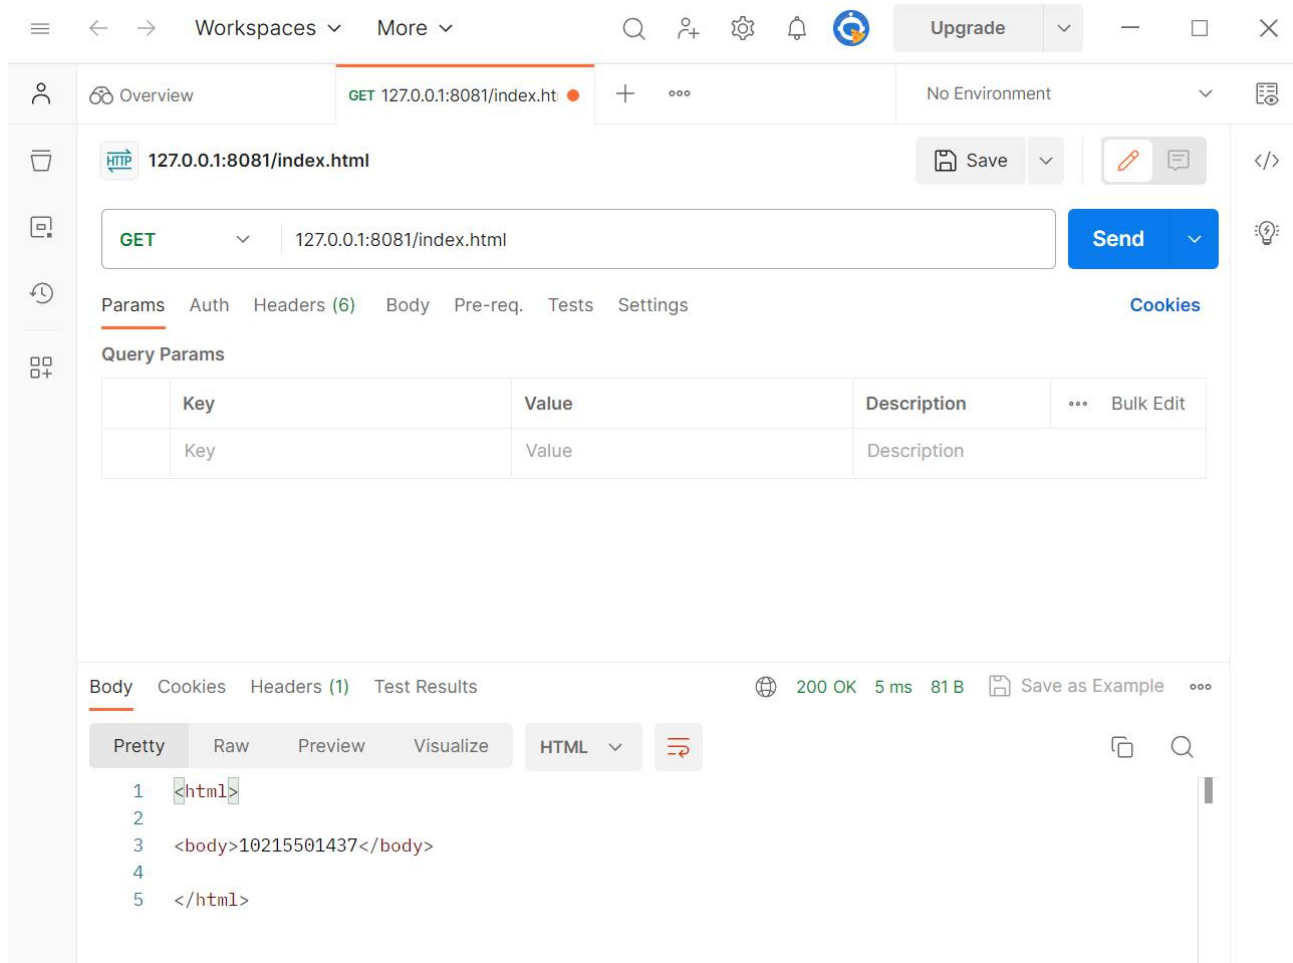 Workspaces More Upgrade
Overview GET 127.0.0.1:8081/index.ht No Environment
HTTP 127.0.0.1:8081/index.html Save
GET 127.0.0.1:8081/index.html Send
Params Auth Headers (6) Body Pre-req. Tests Settings Cookies
Query Params
Key Value Description Bulk Edit
Key Value Description
Body Cookies Headers (1) Test Results 200 OK 5 ms 81 B Save as Example
Pretty Raw Preview Visualize HTML
1 <html>
2
3 <body>10215501437</body>
4
5 </html>